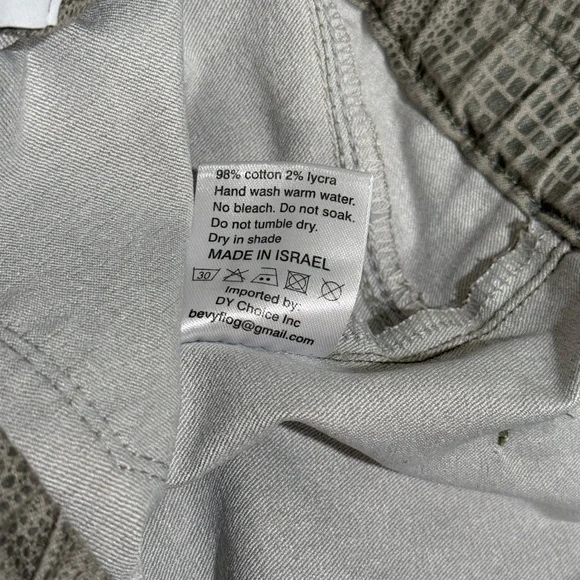 98% cotton 2% lycra
Hand wash warm water.
No bleach. Do not soak.
Do not tumble dry.
Dry in shade
MADE IN ISRAEL
30
Imported by:
DY Choice Inc
bevyflog@gmail.com